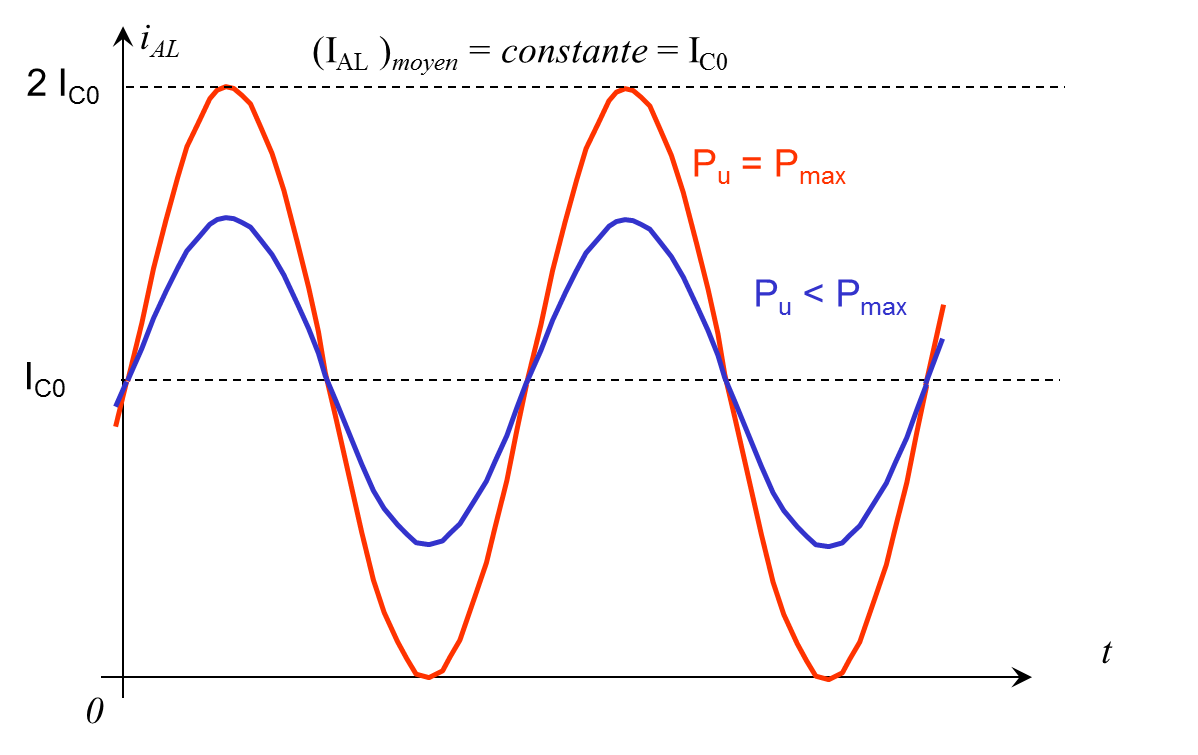 i_AL
(I_AL )_moyen = constante = I_C0
2 I_C0
P_u = P_max
P_u < P_max
I_C0
t
0